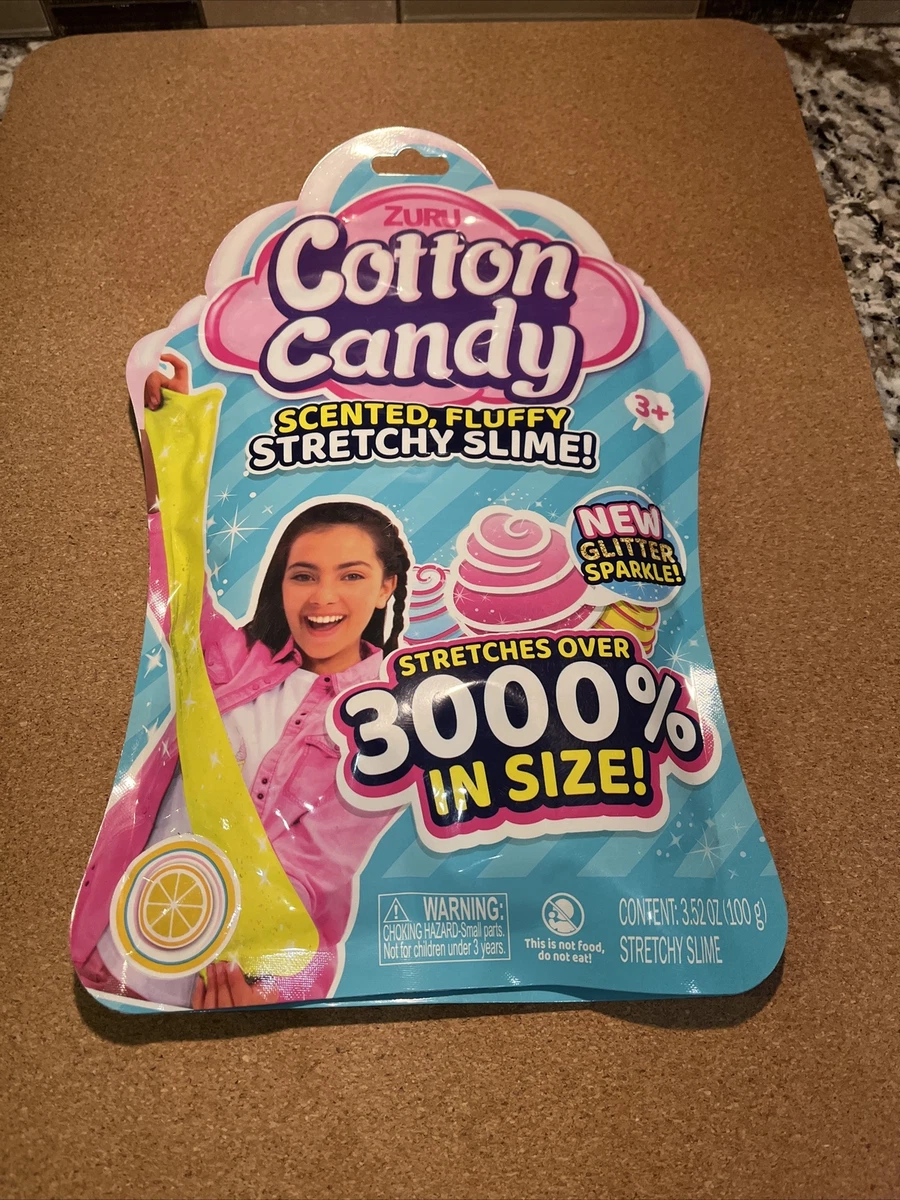 ZURU
Cotton
Candy
SCENTED, FLUFFY
STRETCHY SLIME!
3+
NEW
GLITTER
SPARKLE!
STRETCHES OVER
3000%
IN SIZE!
WARNING:
CHOKING HAZARD-Small parts.
Not for children under 3 years.
This is not food,
do not eat!
CONTENT: 3.52 OZ (100 g)
STRETCHY SLIME